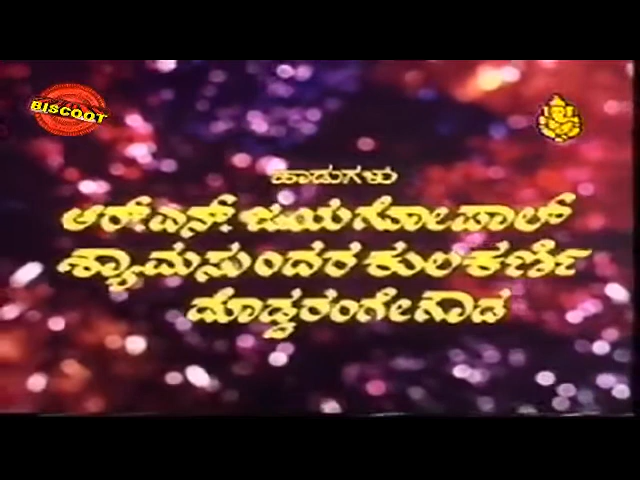 BISCOOT
ಹಾಡುಗಳು
ಆರ್.ಎನ್. ಜಯಗೋಪಾಲ್
ಶ್ಯಾಮಸುಂದರ ಕುಲಕರ್ಣಿ
ದೊಡ್ಡರಂಗೇಗೌಡ